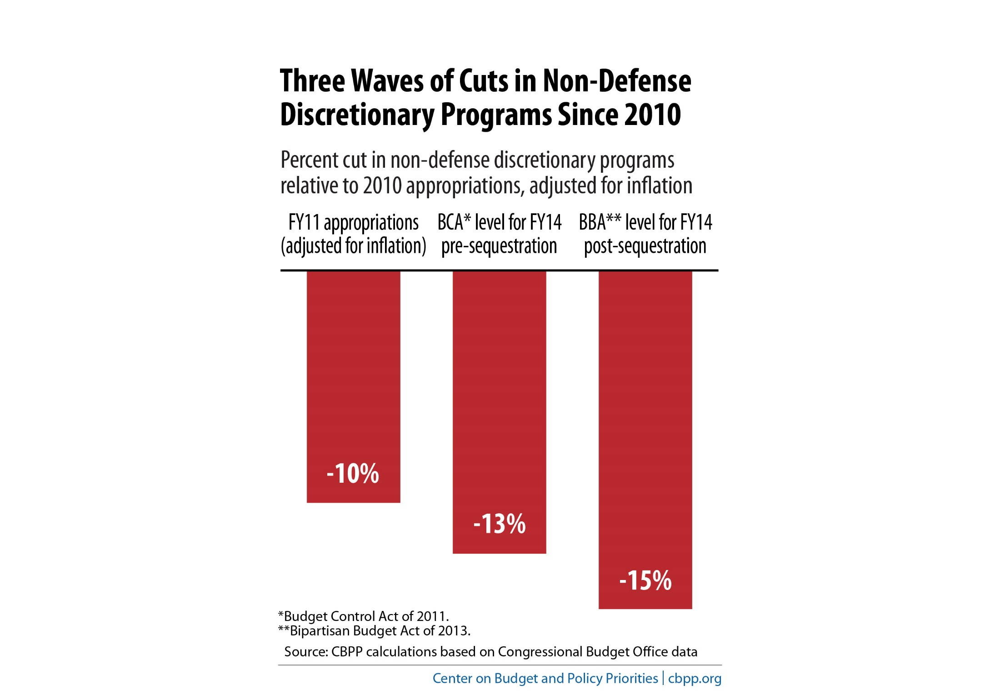 Three Waves of Cuts in Non-Defense
Discretionary Programs Since 2010
Percent cut in non-defense discretionary programs
relative to 2010 appropriations, adjusted for inflation
FY11 appropriations
(adjusted for inflation)
BCA* level for FY14
pre-sequestration
BBA** level for FY14
post-sequestration
-10%
-13%
-15%
*Budget Control Act of 2011.
**Bipartisan Budget Act of 2013.
Source: CBPP calculations based on Congressional Budget Office data
Center on Budget and Policy Priorities | cbpp.org